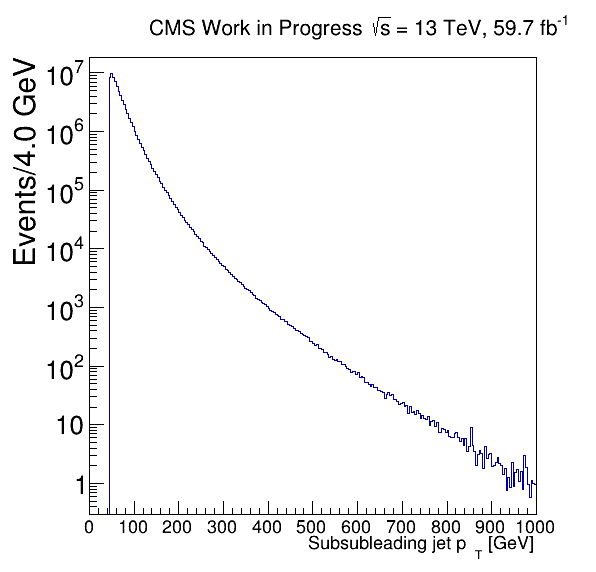 CMS Work in Progress √s = 13 TeV, 59.7 fb⁻¹
Events/4.0 GeV
10⁷
10⁶
10⁵
10⁴
10³
10²
10
1
0 100 200 300 400 500 600 700 800 900 1000
Subsubleading jet p_T [GeV]